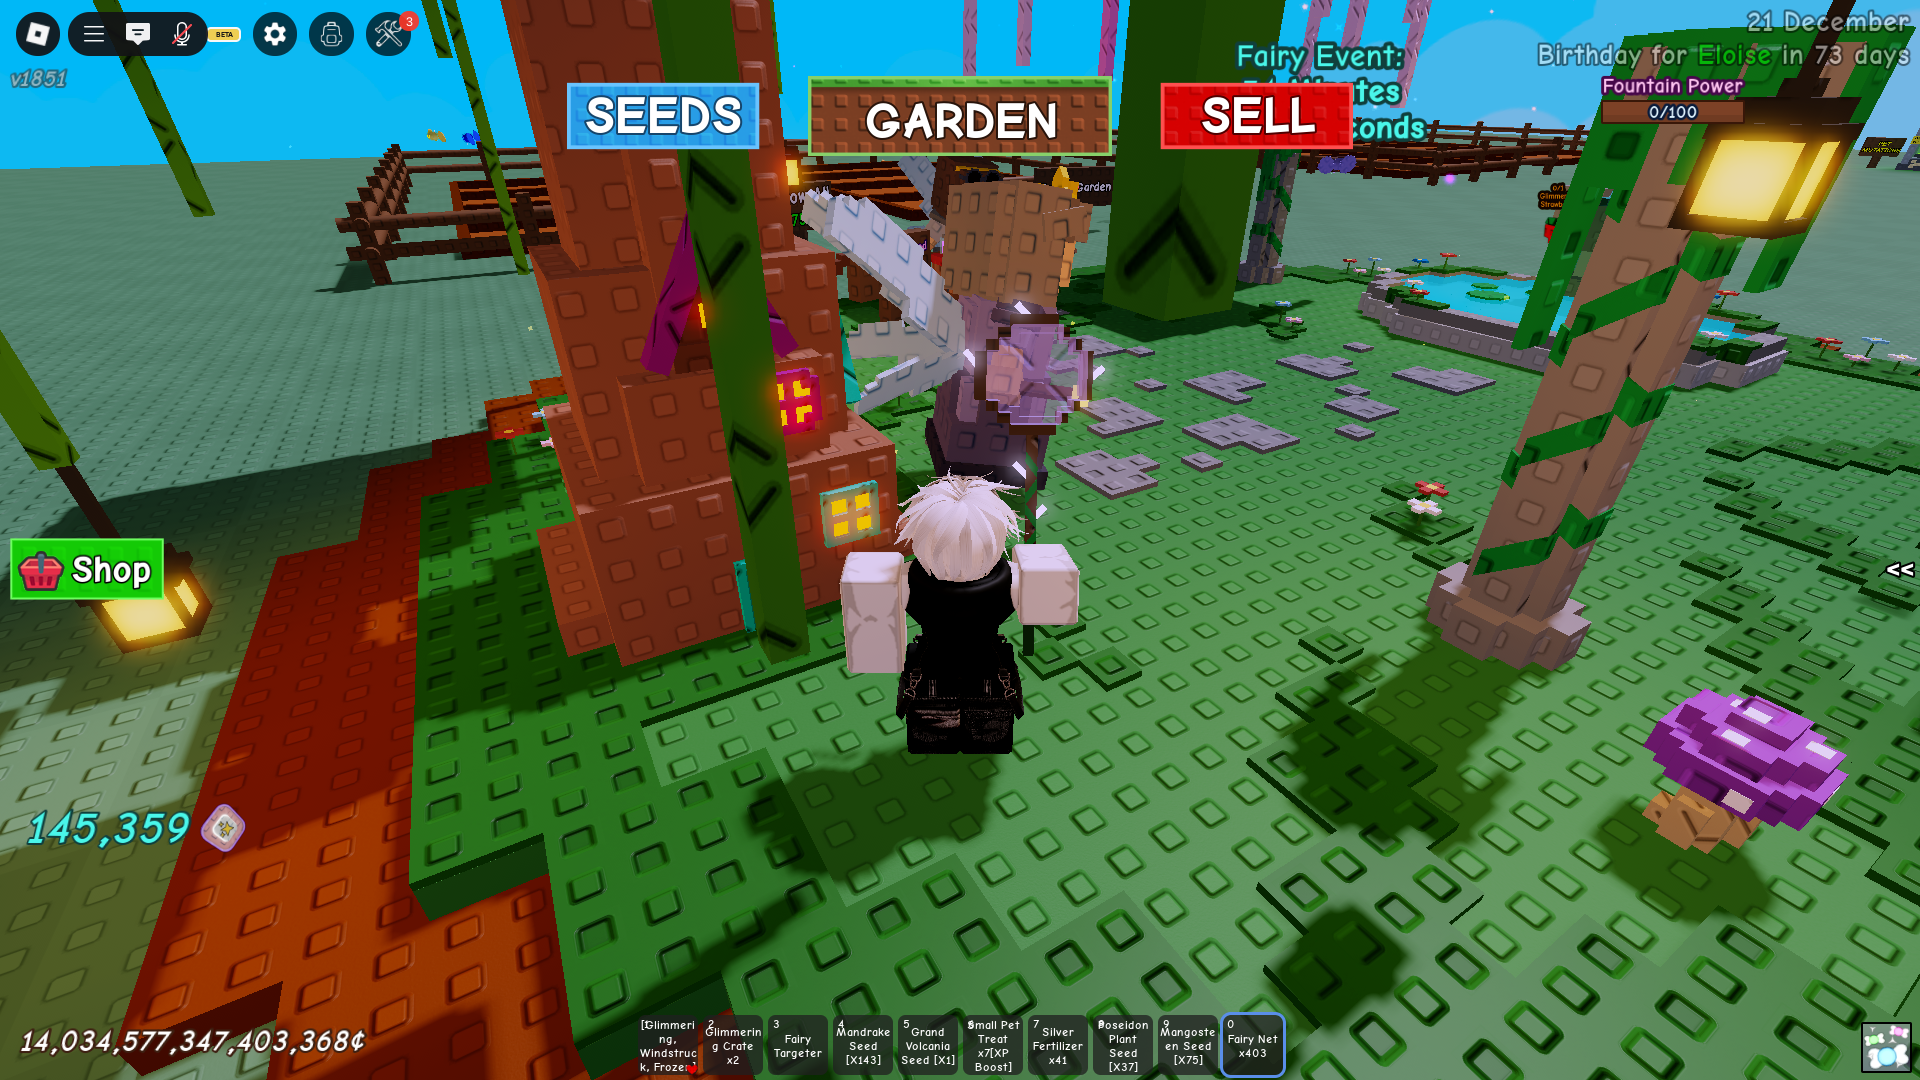 3
BETA
v1851
21 December
Birthday for Eloise in 73 days
Fairy Event:
Fountain Power
0/100
SEEDS
GARDEN
SELL
Garden
Shop
<<
145,359
14,034,577,347,403,368¢
2 Glimmerin
g Crate
x2
3 Fairy
Targeter
4 Mandrake
Seed
[X143]
5 Grand
Volcania
Seed [X1]
Small Pet
Treat
x7[XP
Boost]
7 Silver
Fertilizer
x41
Poseidon
Plant
Seed
[X37]
9 Mangoste
en Seed
[X75]
0 Fairy Net
x403